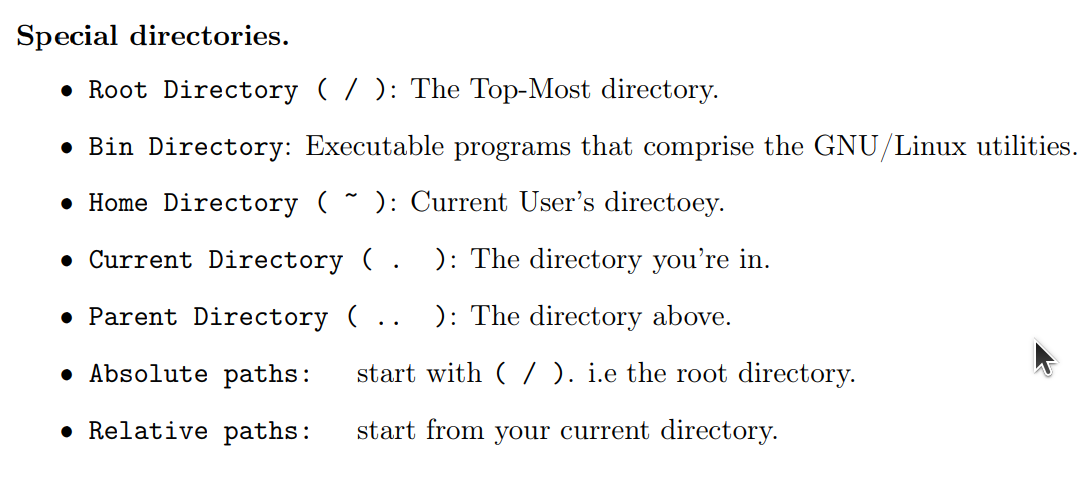 Special directories.
• Root Directory ( / ): The Top-Most directory.
• Bin Directory: Executable programs that comprise the GNU/Linux utilities.
• Home Directory ( ~ ): Current User's directoey.
• Current Directory ( . ): The directory you're in.
• Parent Directory ( .. ): The directory above.
• Absolute paths: start with ( / ). i.e the root directory.
• Relative paths: start from your current directory.